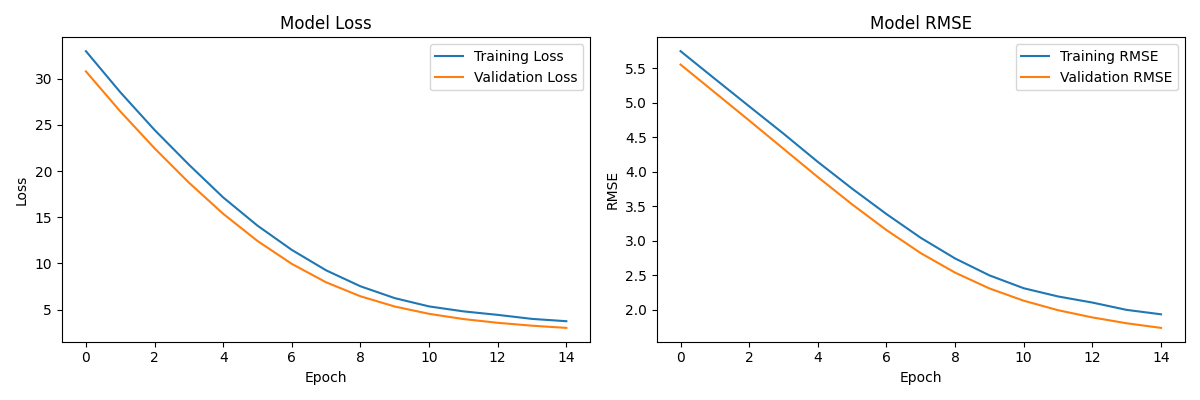 Model Loss
Training Loss
Validation Loss
30
25
20
15
10
5
Loss
0 2 4 6 8 10 12 14
Epoch
Model RMSE
Training RMSE
Validation RMSE
5.5
5.0
4.5
4.0
3.5
3.0
2.5
2.0
RMSE
0 2 4 6 8 10 12 14
Epoch